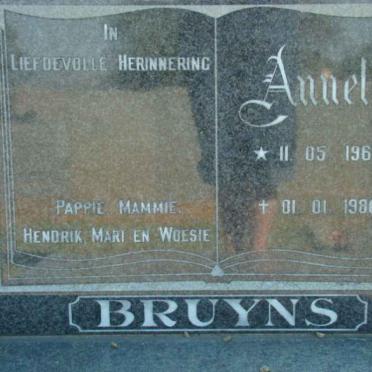 In
Liefdevolle Herinnering
Pappie, Mammie,
Hendrik, Mari en Woesie
Annel
★ 11 05 196
✝ 01 01 198
BRUYNS